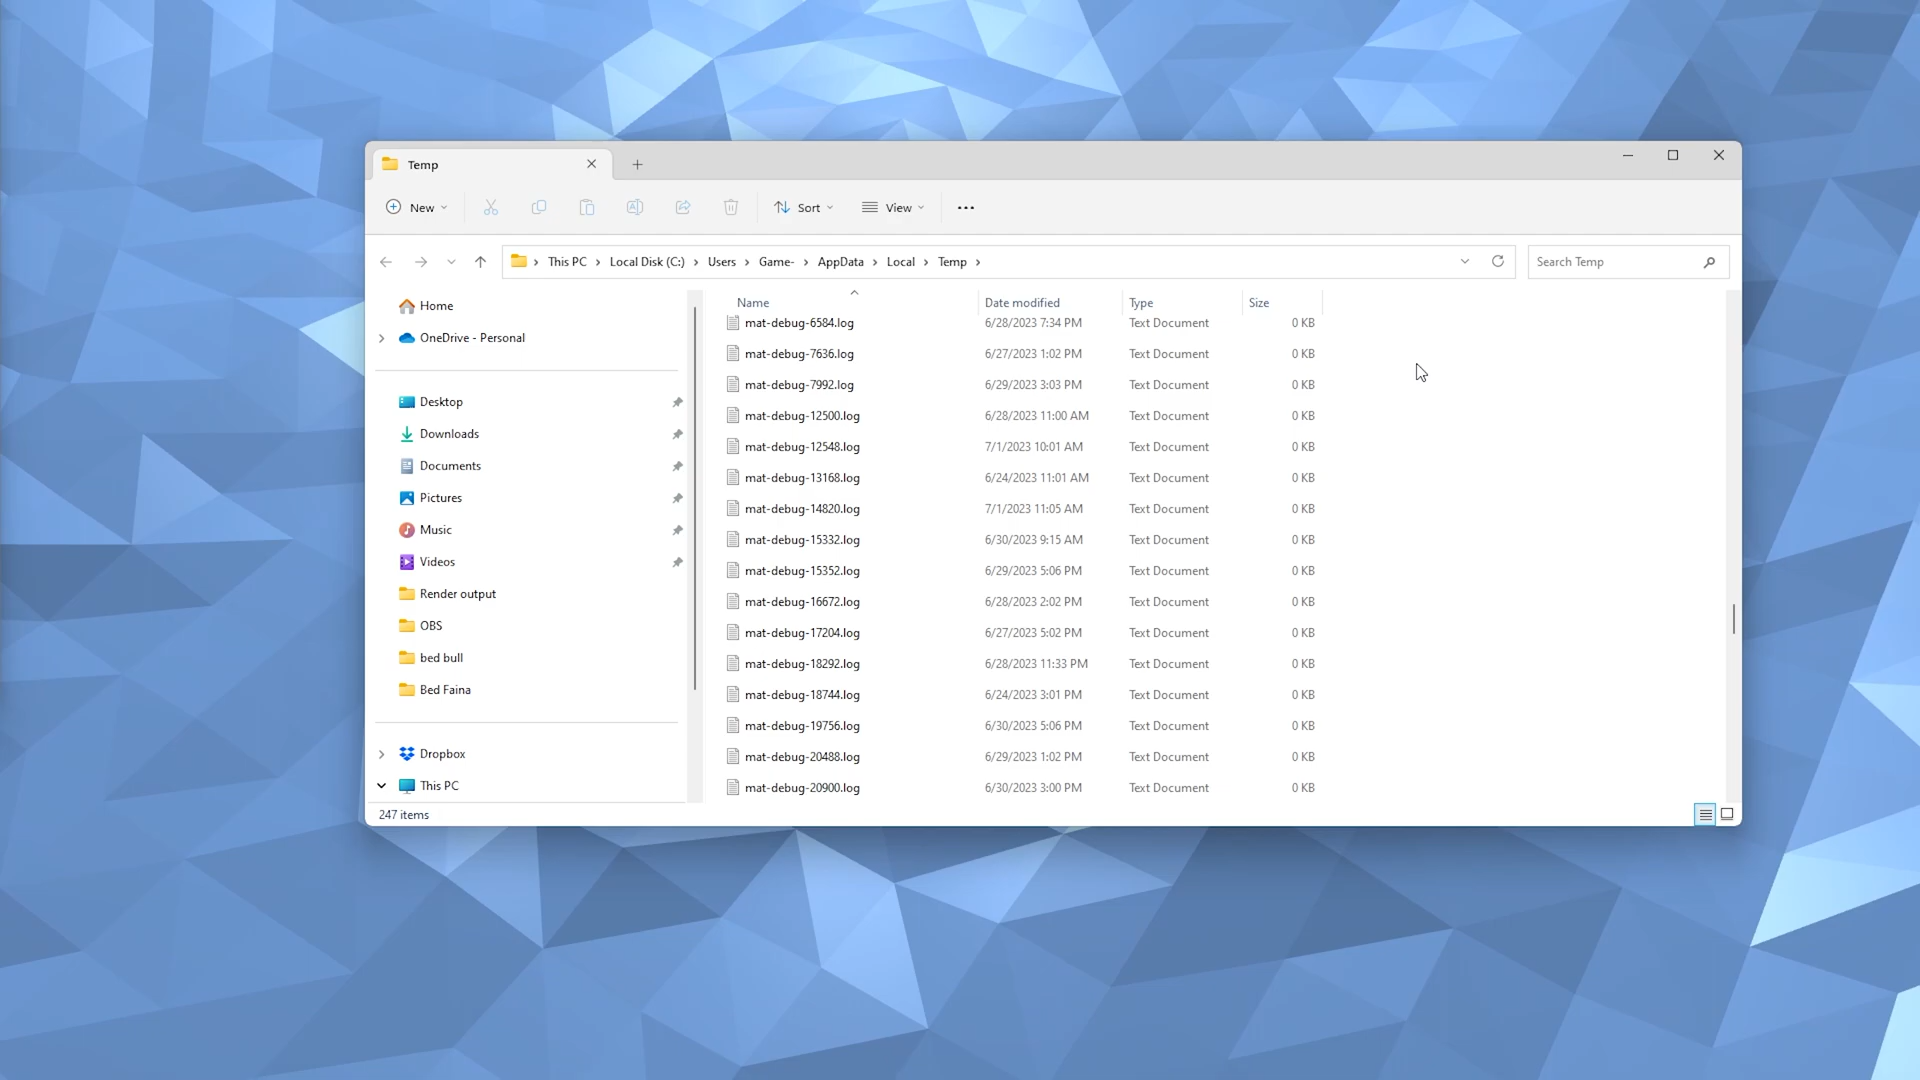 Temp
New
Sort
View
This PC
Local Disk (C:)
Users
Game-
AppData
Local
Temp
Search Temp
Home
OneDrive - Personal
Desktop
Downloads
Documents
Pictures
Music
Videos
Render output
OBS
bed bull
Bed Faina
Dropbox
This PC
Name Date modified Type Size
mat-debug-6584.log 6/28/2023 7:34 PM Text Document 0 KB
mat-debug-7636.log 6/27/2023 1:02 PM Text Document 0 KB
mat-debug-7992.log 6/29/2023 3:03 PM Text Document 0 KB
mat-debug-12500.log 6/28/2023 11:00 AM Text Document 0 KB
mat-debug-12548.log 7/1/2023 10:01 AM Text Document 0 KB
mat-debug-13168.log 6/24/2023 11:01 AM Text Document 0 KB
mat-debug-14820.log 7/1/2023 11:05 AM Text Document 0 KB
mat-debug-15332.log 6/30/2023 9:15 AM Text Document 0 KB
mat-debug-15352.log 6/29/2023 5:06 PM Text Document 0 KB
mat-debug-16672.log 6/28/2023 2:02 PM Text Document 0 KB
mat-debug-17204.log 6/27/2023 5:02 PM Text Document 0 KB
mat-debug-18292.log 6/28/2023 11:33 PM Text Document 0 KB
mat-debug-18744.log 6/24/2023 3:01 PM Text Document 0 KB
mat-debug-19756.log 6/30/2023 5:06 PM Text Document 0 KB
mat-debug-20488.log 6/29/2023 1:02 PM Text Document 0 KB
mat-debug-20900.log 6/30/2023 3:00 PM Text Document 0 KB
247 items